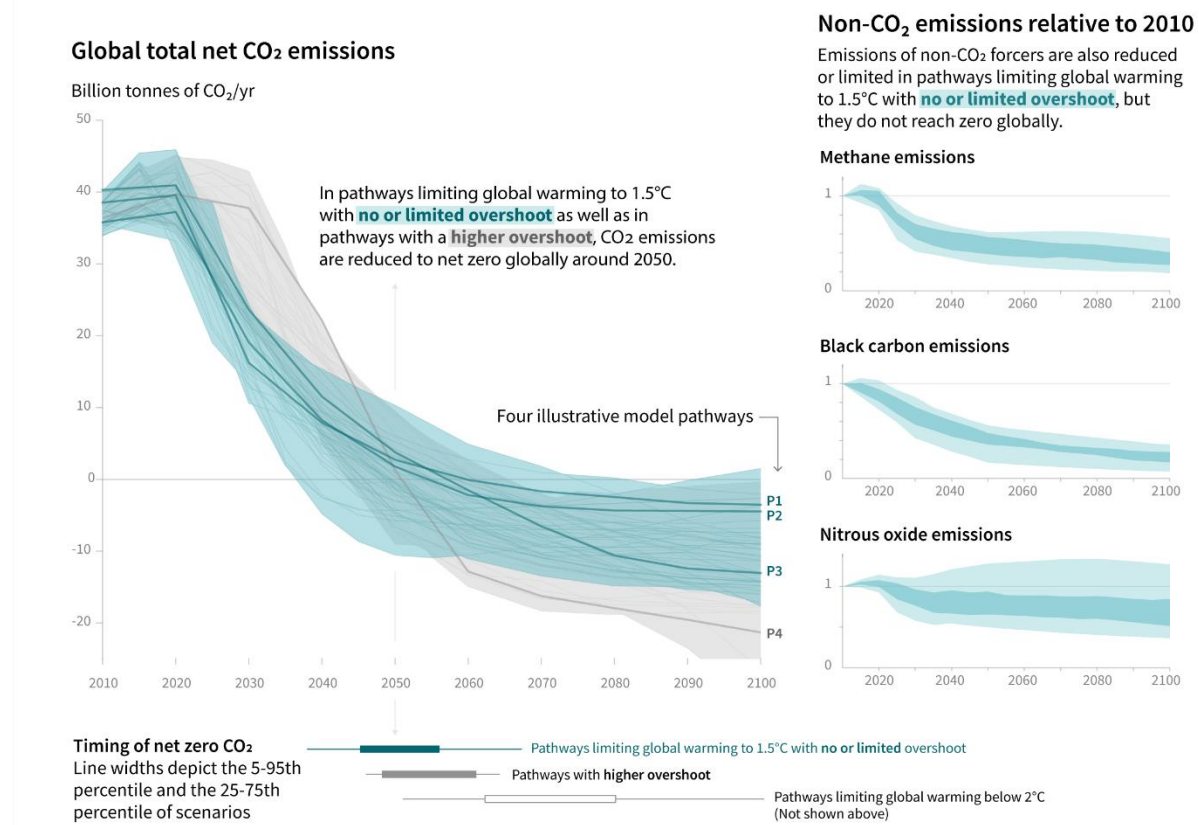 Global total net CO₂ emissions
Billion tonnes of CO₂/yr
50
40
30
20
10
0
-10
-20
2010 2020 2030 2040 2050 2060 2070 2080 2090 2100
In pathways limiting global warming to 1.5°C
with no or limited overshoot as well as in
pathways with a higher overshoot, CO₂ emissions
are reduced to net zero globally around 2050.
Four illustrative model pathways
P1
P2
P3
P4
Non-CO₂ emissions relative to 2010
Emissions of non-CO₂ forcers are also reduced
or limited in pathways limiting global warming
to 1.5°C with no or limited overshoot, but
they do not reach zero globally.
Methane emissions
1
0
2020 2040 2060 2080 2100
Black carbon emissions
1
0
2020 2040 2060 2080 2100
Nitrous oxide emissions
1
0
2020 2040 2060 2080 2100
Timing of net zero CO₂
Line widths depict the 5-95th
percentile and the 25-75th
percentile of scenarios
Pathways limiting global warming to 1.5°C with no or limited overshoot
Pathways with higher overshoot
Pathways limiting global warming below 2°C
(Not shown above)